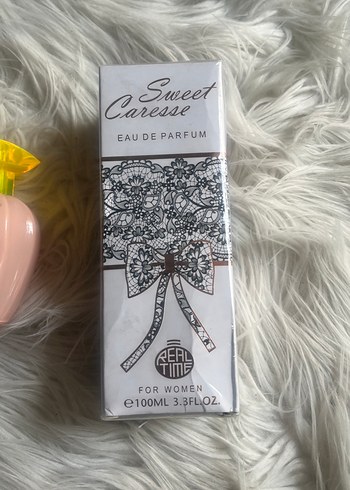 Sweet
Caresse
EAU DE PARFUM
REAL
TIME
FOR WOMEN
℮100ML 3.3FL.OZ.